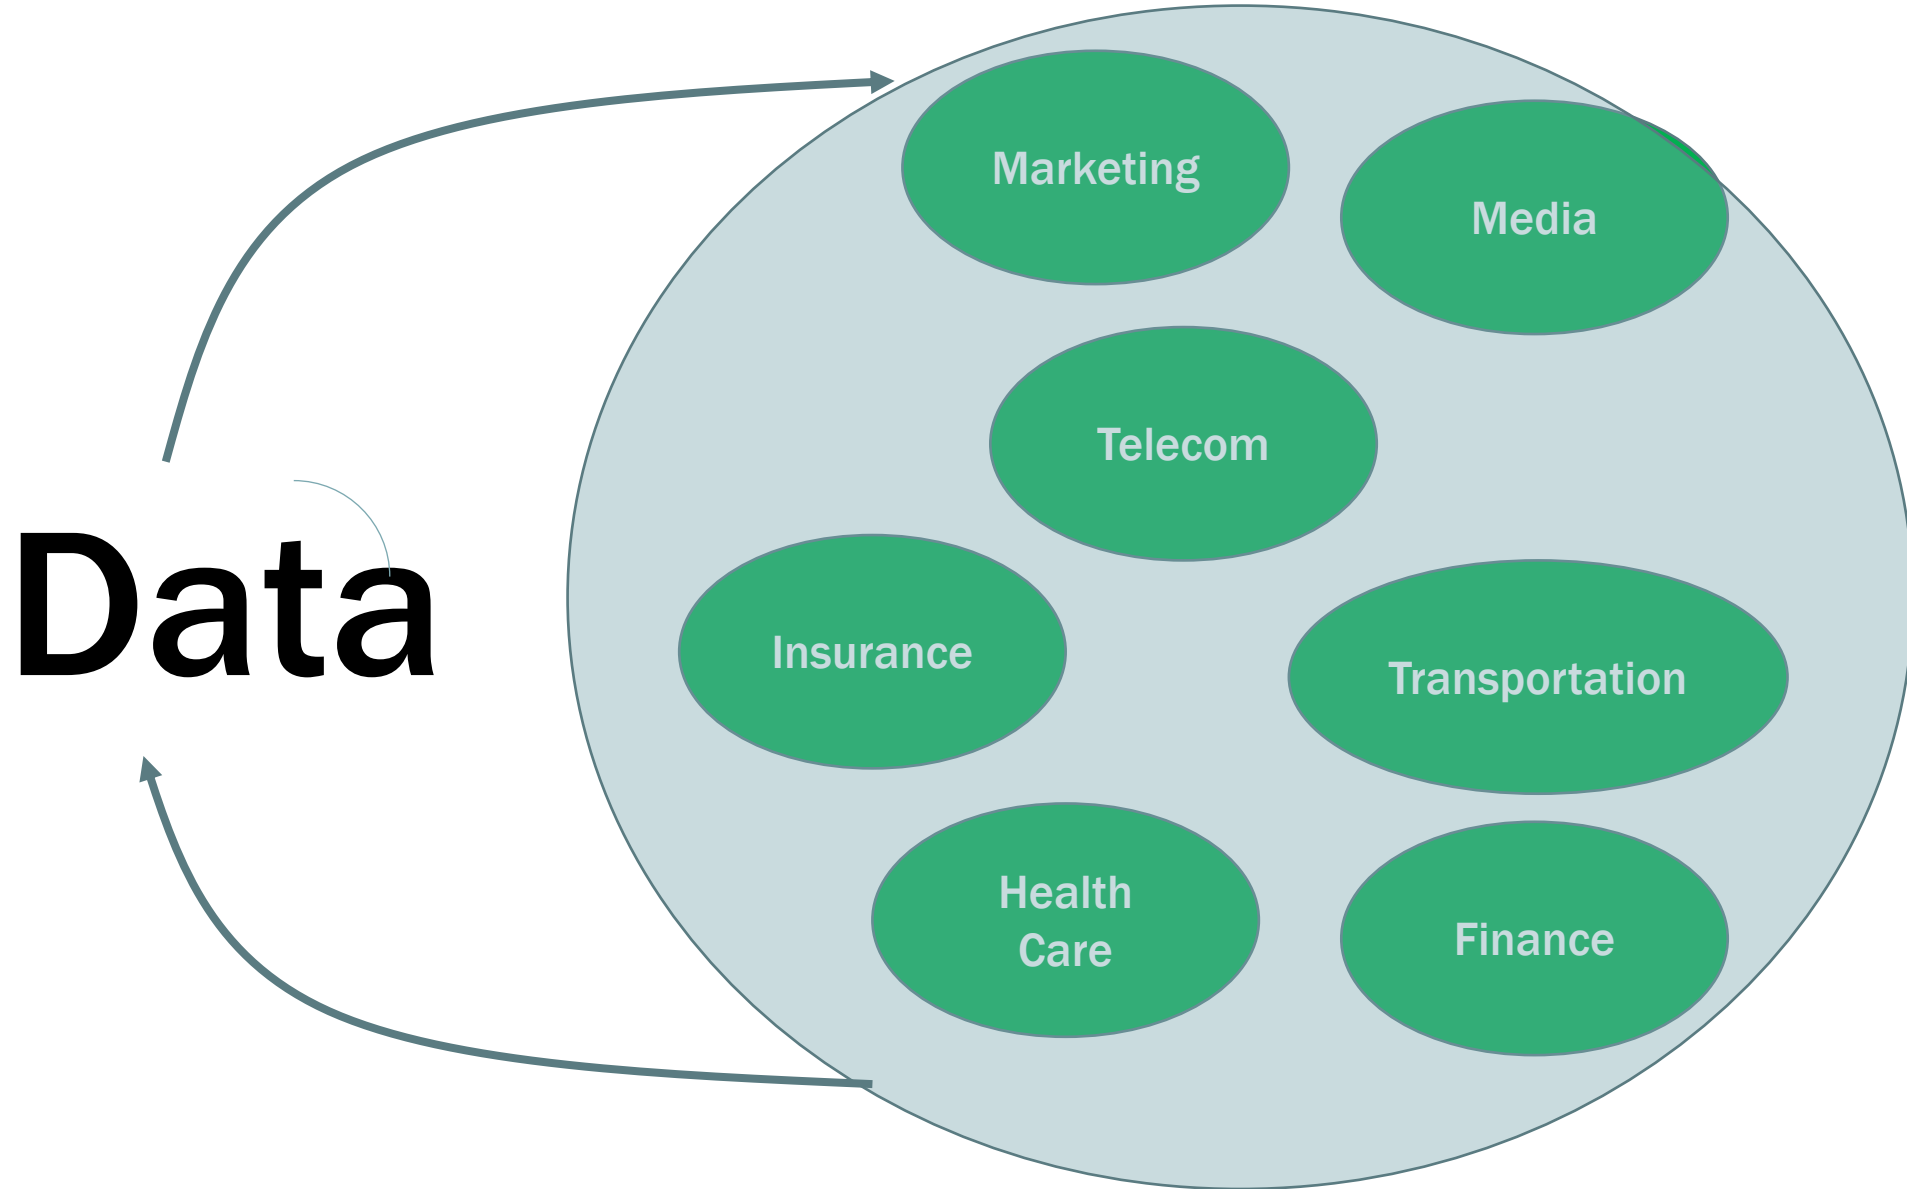 Marketing
Media
Telecom
Data
Insurance
Transportation
Health
Care
Finance